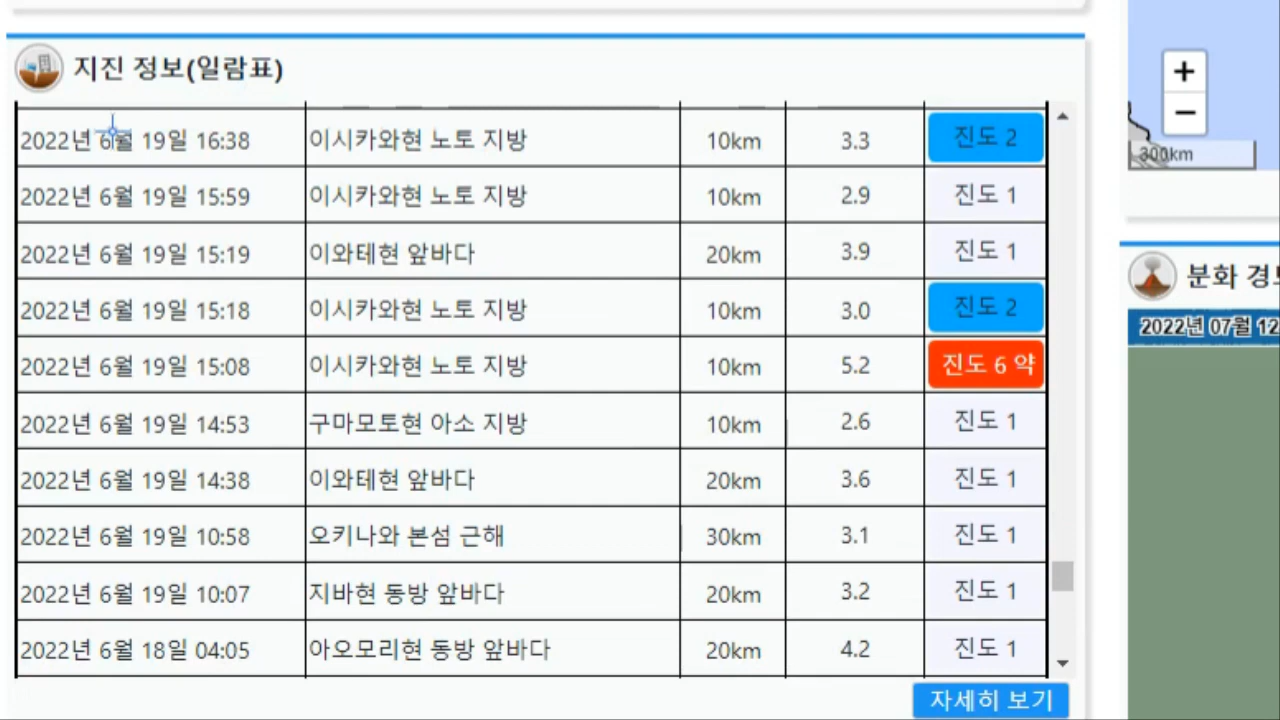 지진 정보(일람표)
2022년 6월 19일 16:38 이시카와현 노토 지방 10km 3.3 진도 2
2022년 6월 19일 15:59 이시카와현 노토 지방 10km 2.9 진도 1
2022년 6월 19일 15:19 이와테현 앞바다 20km 3.9 진도 1
2022년 6월 19일 15:18 이시카와현 노토 지방 10km 3.0 진도 2
2022년 6월 19일 15:08 이시카와현 노토 지방 10km 5.2 진도 6 약
2022년 6월 19일 14:53 구마모토현 아소 지방 10km 2.6 진도 1
2022년 6월 19일 14:38 이와테현 앞바다 20km 3.6 진도 1
2022년 6월 19일 10:58 오키나와 본섬 근해 30km 3.1 진도 1
2022년 6월 19일 10:07 지바현 동방 앞바다 20km 3.2 진도 1
2022년 6월 18일 04:05 아오모리현 동방 앞바다 20km 4.2 진도 1
자세히 보기
+
−
300km
분화
2022년 07월 12